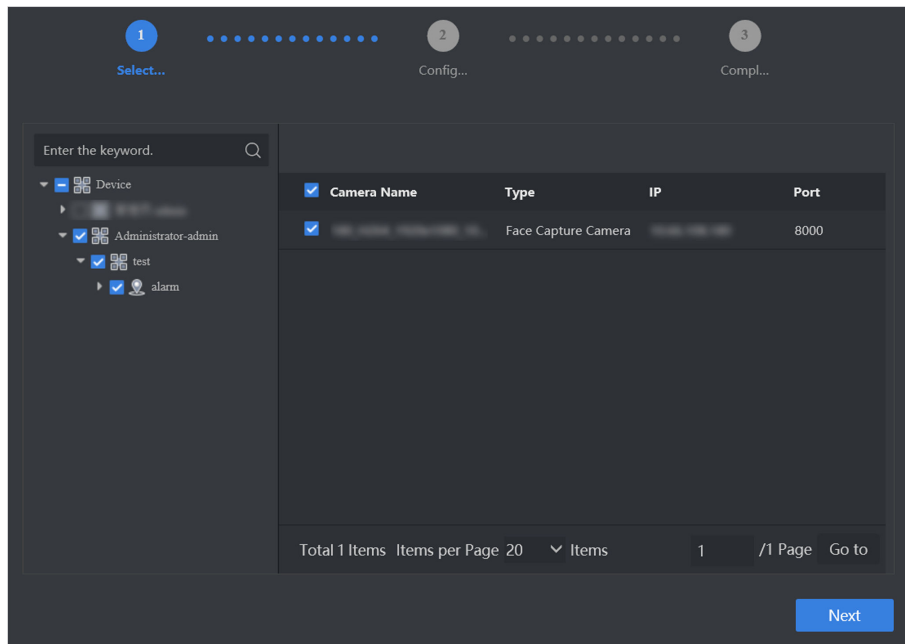 1 2 3
Select... Config... Compl...
Enter the keyword.
Device
Administrator-admin
test
alarm
Camera Name Type IP Port
Face Capture Camera 8000
Total 1 Items Items per Page 20 Items 1 /1 Page Go to
Next